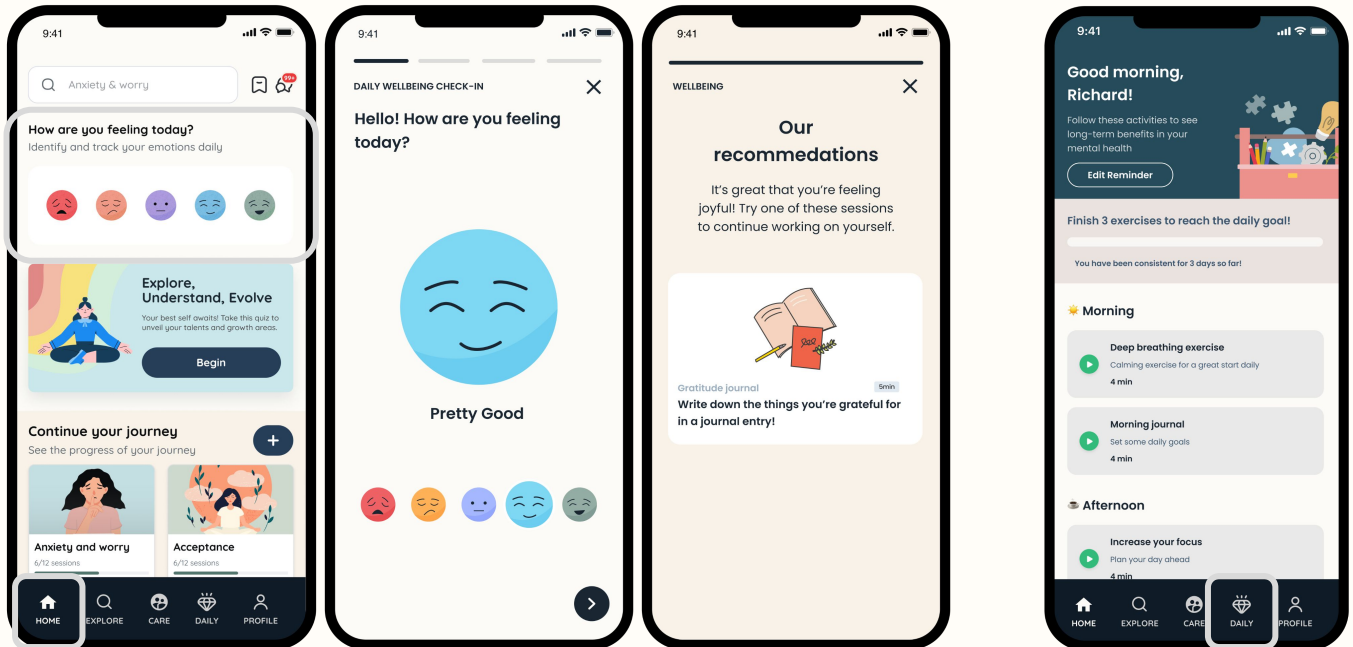 9:41
Anxiety & worry
99+
How are you feeling today?
Identify and track your emotions daily
Explore,
Understand, Evolve
Your best self awaits! Take this quiz to
unveil your talents and growth areas.
Begin
Continue your journey
See the progress of your journey
Anxiety and worry
6/12 sessions
Acceptance
6/12 sessions
HOME
EXPLORE
CARE
DAILY
PROFILE
9:41
DAILY WELLBEING CHECK-IN
Hello! How are you feeling
today?
Pretty Good
9:41
WELLBEING
Our
recommedations
It's great that you're feeling
joyful! Try one of these sessions
to continue working on yourself.
Gratitude journal
5min
Write down the things you're grateful for
in a journal entry!
9:41
Good morning,
Richard!
Follow these activities to see
long-term benefits in your
mental health
Edit Reminder
Finish 3 exercises to reach the daily goal!
You have been consistent for 3 days so far!
Morning
Deep breathing exercise
Calming exercise for a great start daily
4 min
Morning journal
Set some daily goals
4 min
Afternoon
Increase your focus
Plan your day ahead
4 min
HOME
EXPLORE
CARE
DAILY
PROFILE